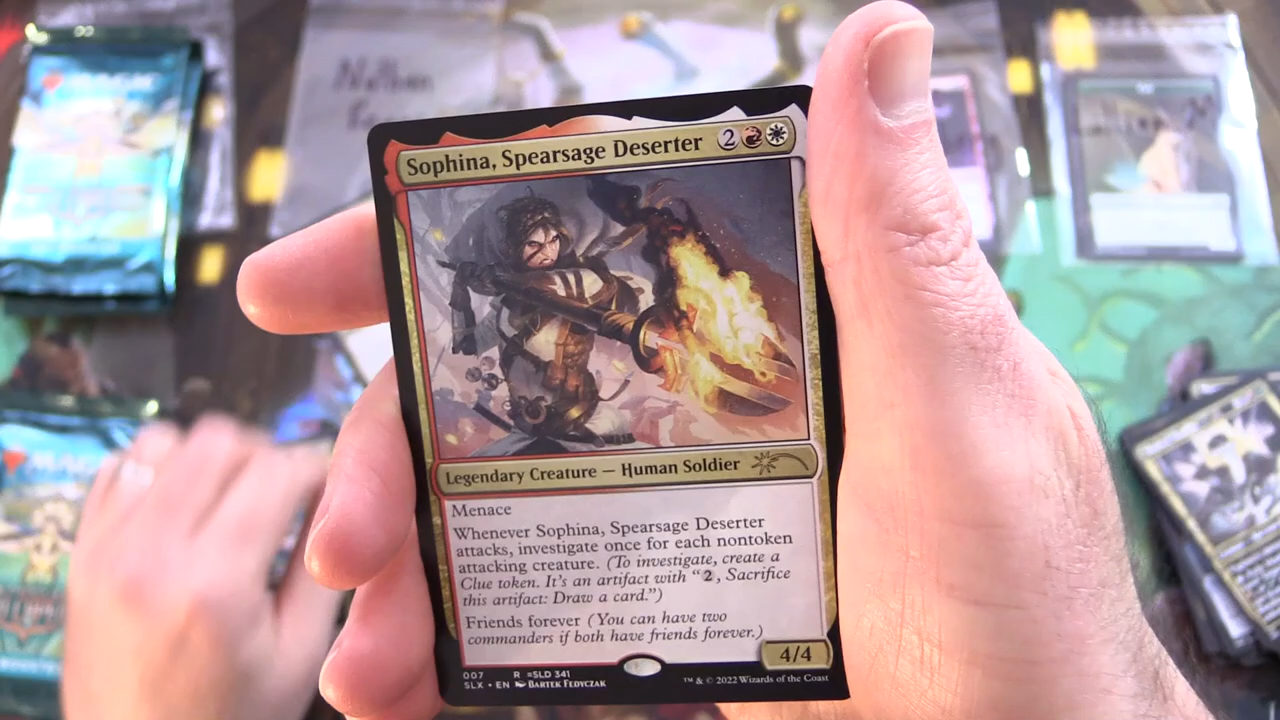 MAGIC
Sophina, Spearsage Deserter 2
Legendary Creature — Human Soldier
Menace
Whenever Sophina, Spearsage Deserter
attacks, investigate once for each nontoken
attacking creature. (To investigate, create a
Clue token. It's an artifact with "2, Sacrifice
this artifact: Draw a card.")
Friends forever (You can have two
commanders if both have friends forever.)
4/4
007 R =SLD 341
SLX • EN Bartek Fedyczak
™ & © 2022 Wizards of the Coast
MAGIC